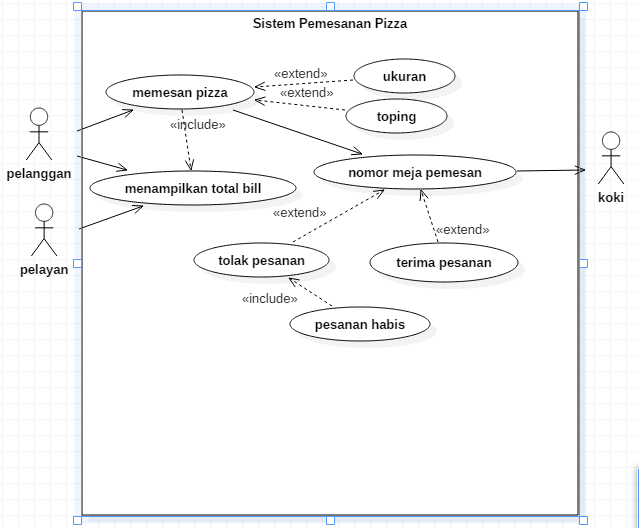 Sistem Pemesanan Pizza
«extend»
ukuran
memesan pizza
«extend»
toping
«include»
pelanggan
nomor meja pemesan
menampilkan total bill
koki
«extend»
«extend»
pelayan
tolak pesanan
terima pesanan
«include»
pesanan habis